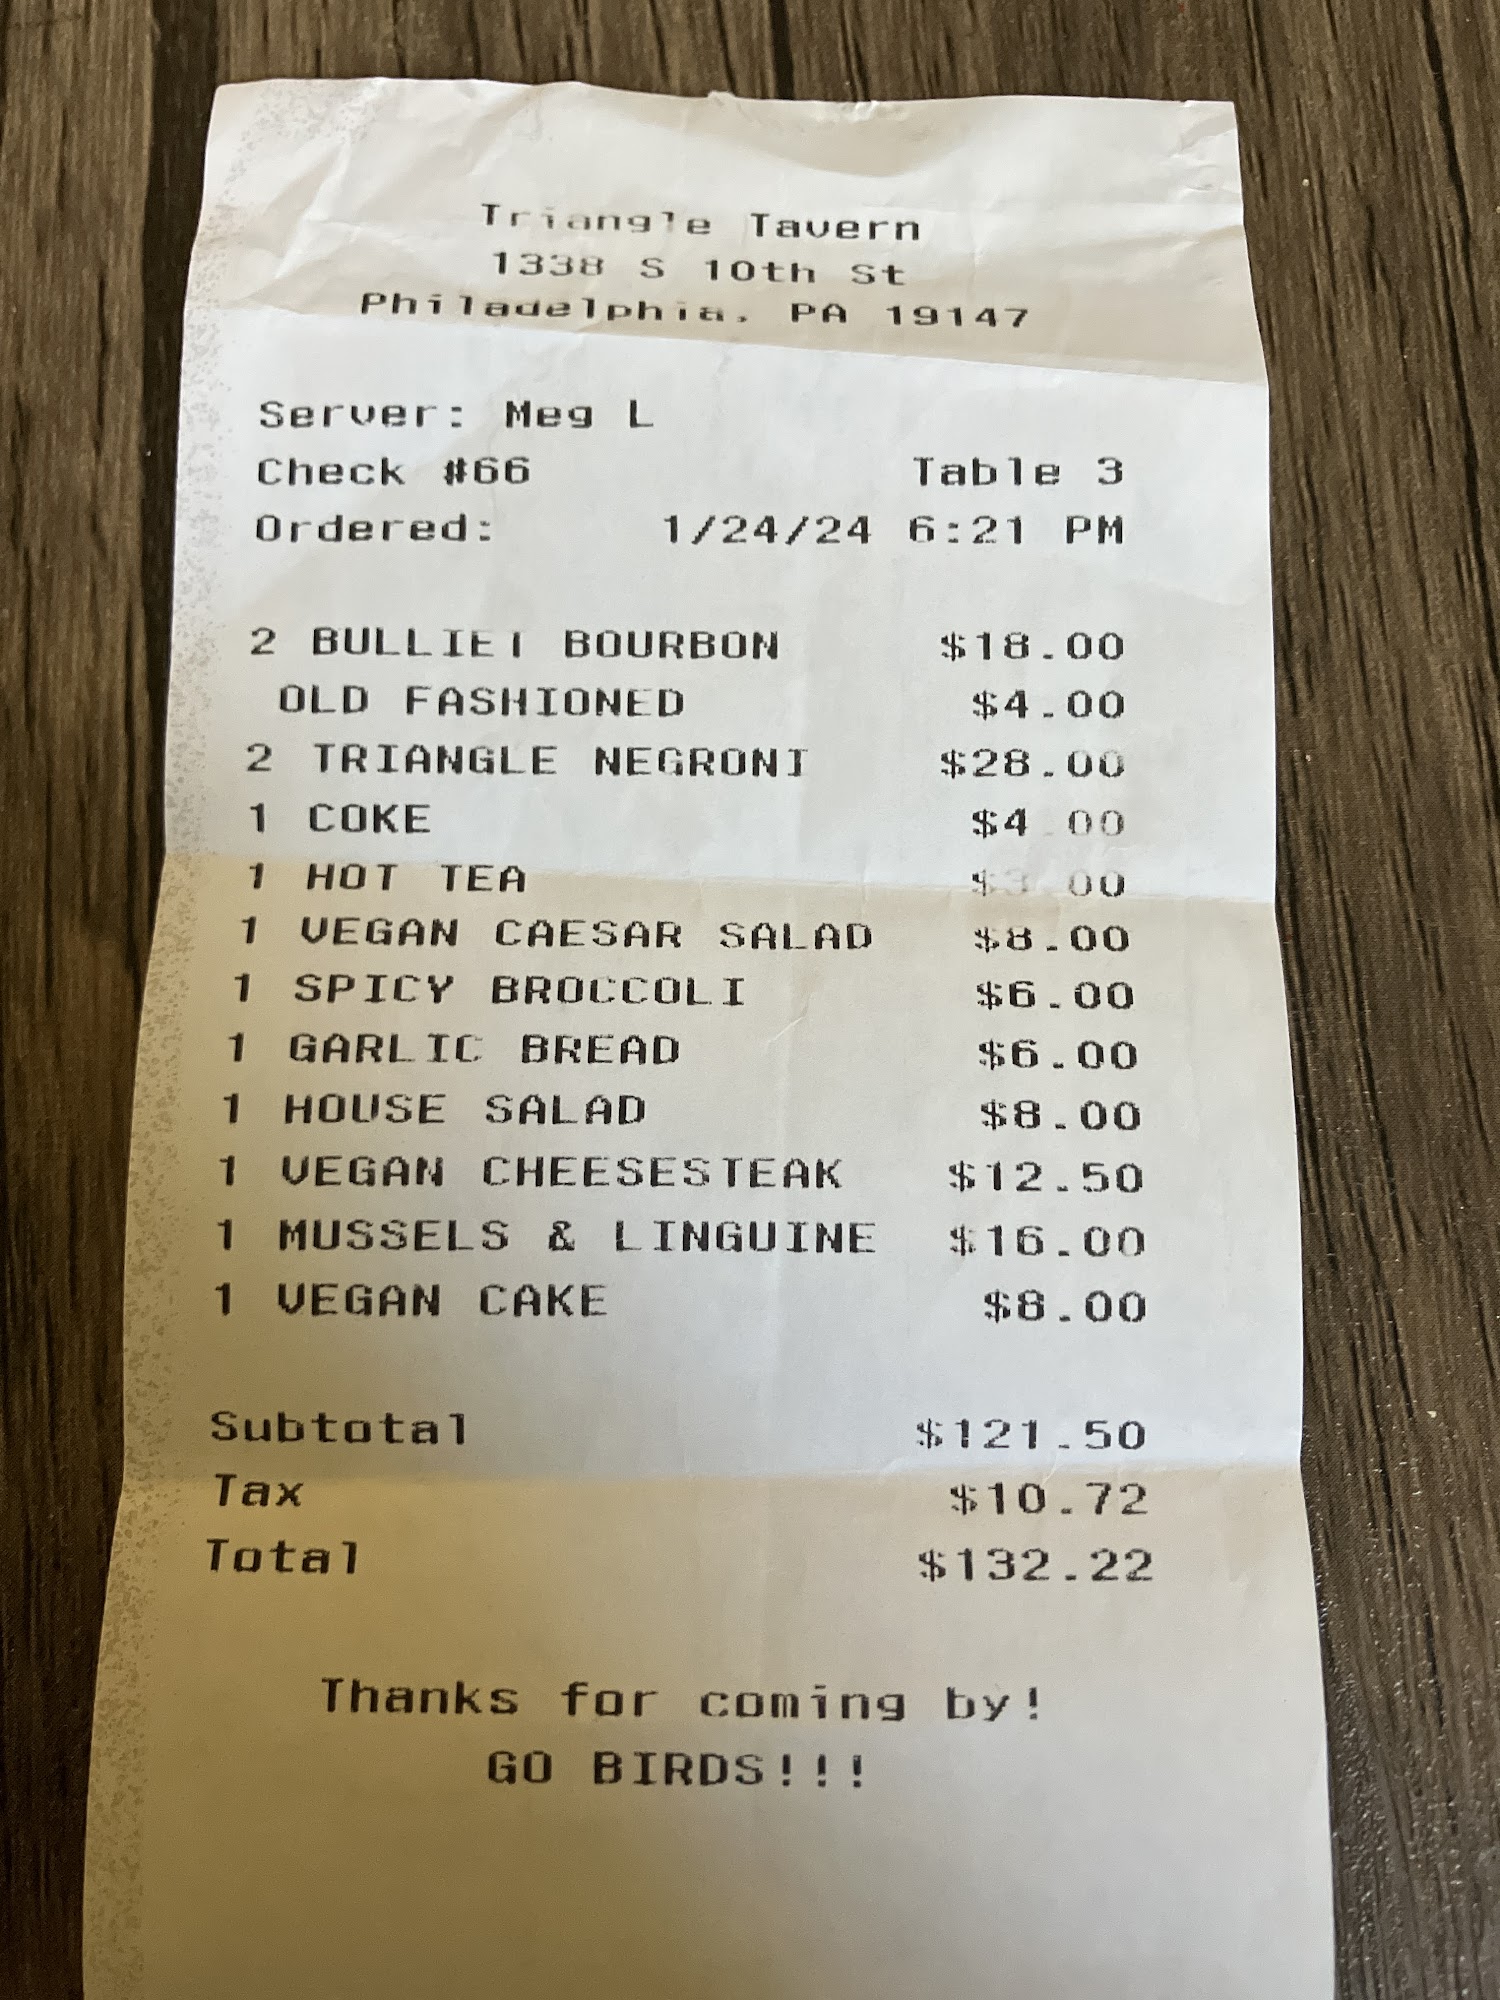 Triangle Tavern
1338 S 10th St
Philadelphia, PA 19147
Server: Meg L
Check #66 Table 3
Ordered: 1/24/24 6:21 PM
2 BULLIET BOURBON $18.00
OLD FASHIONED $4.00
2 TRIANGLE NEGRONI $28.00
1 COKE $4.00
1 HOT TEA $3.00
1 VEGAN CAESAR SALAD $8.00
1 SPICY BROCCOLI $6.00
1 GARLIC BREAD $6.00
1 HOUSE SALAD $8.00
1 VEGAN CHEESESTEAK $12.50
1 MUSSELS & LINGUINE $16.00
1 VEGAN CAKE $8.00
Subtotal $121.50
Tax $10.72
Total $132.22
Thanks for coming by!
GO BIRDS!!!